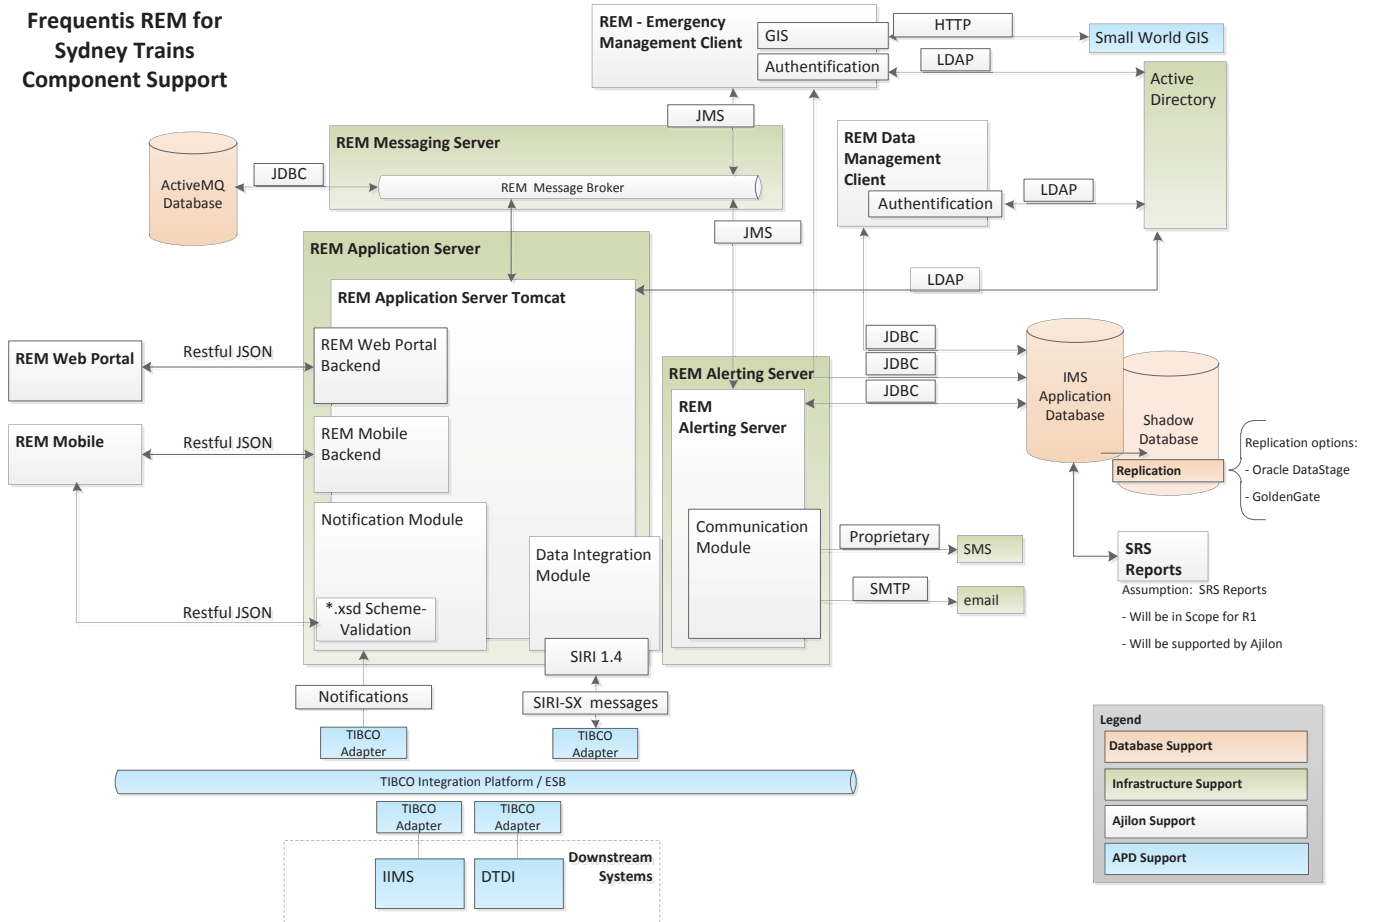 Frequentis REM for
Sydney Trains
Component Support
REM - Emergency
Management Client
GIS
Authentification
HTTP
Small World GIS
LDAP
Active
Directory
JMS
REM Messaging Server
REM Message Broker
ActiveMQ
Database
JDBC
REM Data
Management
Client
Authentification
LDAP
JMS
REM Application Server
REM Application Server Tomcat
LDAP
REM Web Portal
Restful JSON
REM Web Portal
Backend
REM Mobile
Restful JSON
REM Mobile
Backend
Notification Module
Restful JSON
*.xsd Scheme-
Validation
Data Integration
Module
SIRI 1.4
REM Alerting Server
REM
Alerting Server
Communication
Module
JDBC
JDBC
JDBC
IMS
Application
Database
Shadow
Database
Replication
Replication options:
- Oracle DataStage
- GoldenGate
Proprietary
SMS
SMTP
email
SRS
Reports
Assumption: SRS Reports
- Will be in Scope for R1
- Will be supported by Ajilon
Notifications
SIRI-SX messages
TIBCO
Adapter
TIBCO
Adapter
TIBCO Integration Platform / ESB
TIBCO
Adapter
TIBCO
Adapter
IIMS
DTDI
Downstream
Systems
Legend
Database Support
Infrastructure Support
Ajilon Support
APD Support